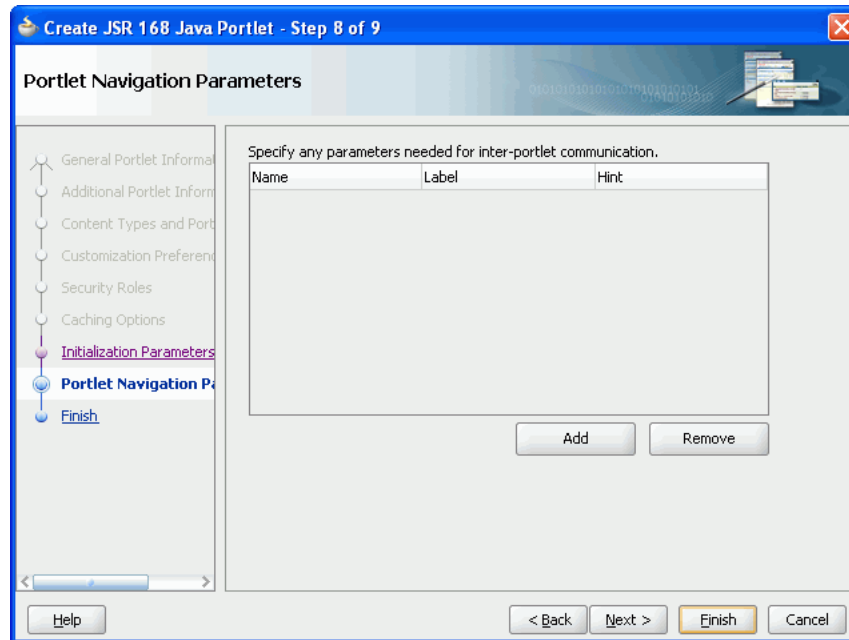 Create JSR 168 Java Portlet - Step 8 of 9
Portlet Navigation Parameters
General Portlet Informat
Additional Portlet Inform
Content Types and Port
Customization Preferenc
Security Roles
Caching Options
Initialization Parameters
Portlet Navigation Pa
Finish
Specify any parameters needed for inter-portlet communication.
Name Label Hint
Add Remove
Help < Back Next > Finish Cancel